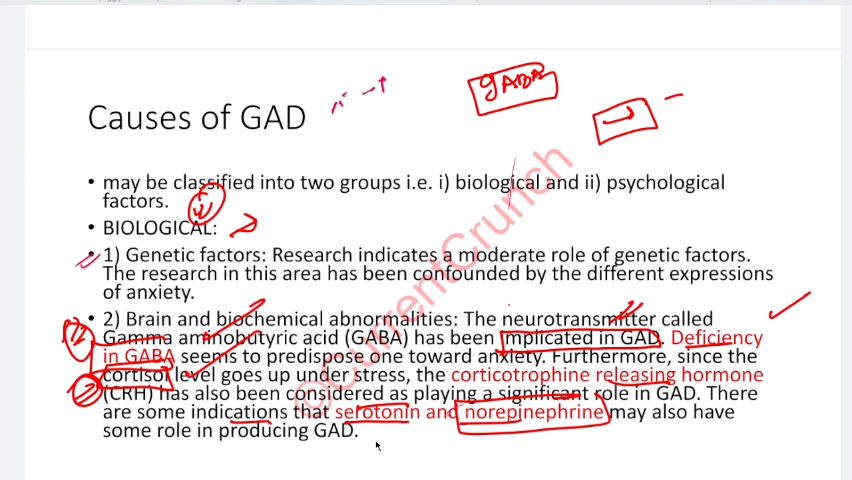 gABA
Causes of GAD
• may be classified into two groups i.e. i) biological and ii) psychological
factors.
• BIOLOGICAL:
• 1) Genetic factors: Research indicates a moderate role of genetic factors.
The research in this area has been confounded by the different expressions
of anxiety.
• 2) Brain and biochemical abnormalities: The neurotransmitter called
Gamma aminobutyric acid (GABA) has been implicated in GAD. Deficiency
in GABA seems to predispose one toward anxiety. Furthermore, since the
cortisol level goes up under stress, the corticotrophine releasing hormone
(CRH) has also been considered as playing a significant role in GAD. There
are some indications that serotonin and norepinephrine may also have
some role in producing GAD.
©CurrentCrunch